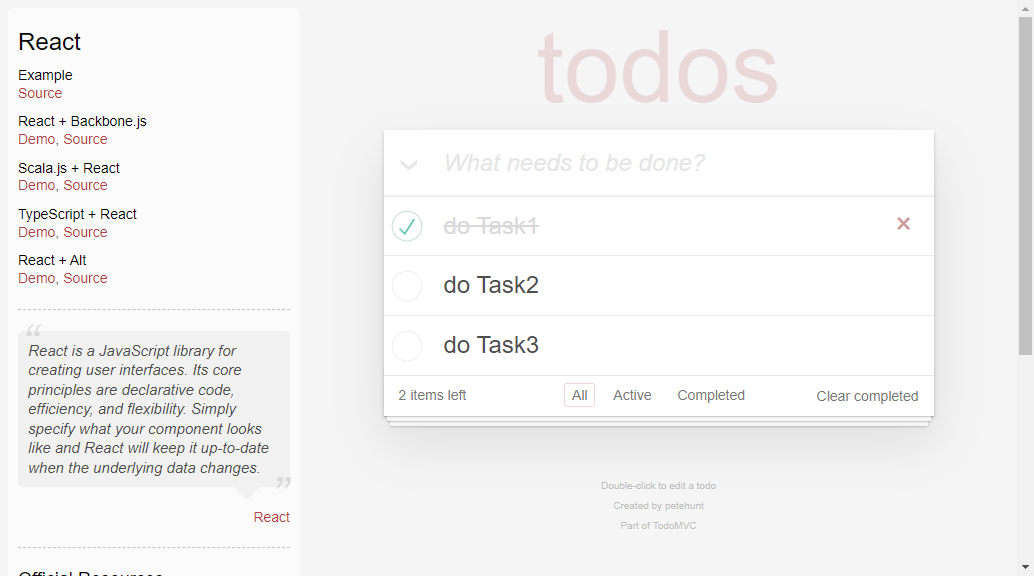 React
Example
Source
React + Backbone.js
Demo, Source
Scala.js + React
Demo, Source
TypeScript + React
Demo, Source
React + Alt
Demo, Source
“
React is a JavaScript library for
creating user interfaces. Its core
principles are declarative code,
efficiency, and flexibility. Simply
specify what your component looks
like and React will keep it up-to-date
when the underlying data changes.
”
React
Official Resources
todos
What needs to be done?
do Task1
do Task2
do Task3
2 items left All Active Completed Clear completed
Double-click to edit a todo
Created by petehunt
Part of TodoMVC